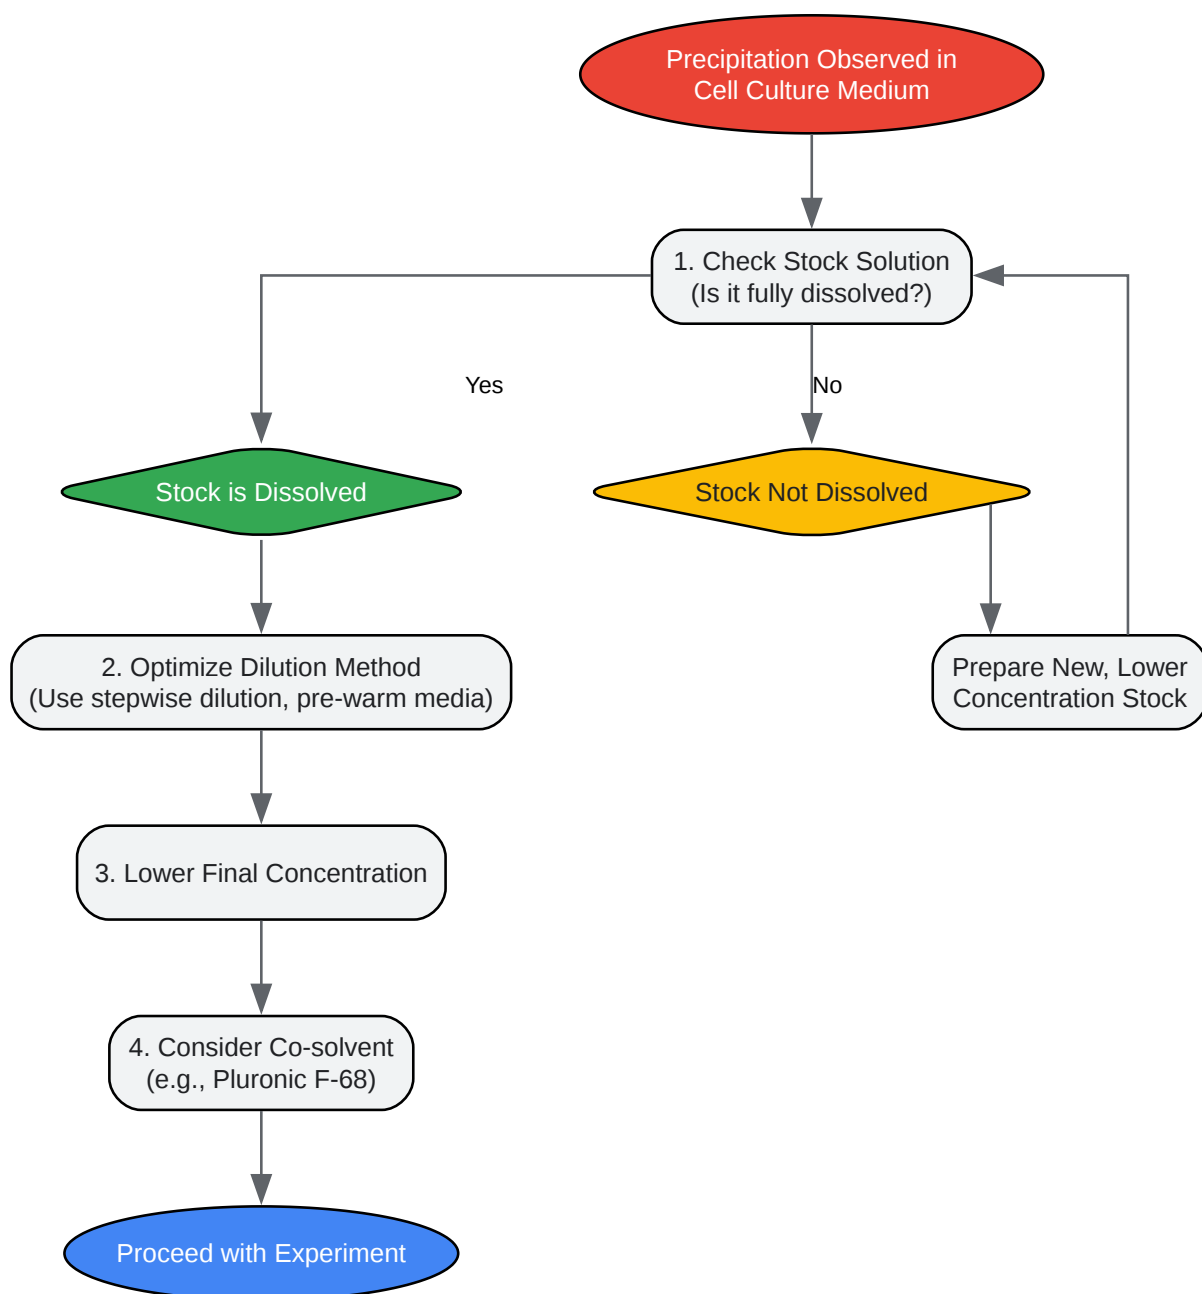 Precipitation Observed in
Cell Culture Medium
1. Check Stock Solution
(Is it fully dissolved?)
Yes
No
Stock is Dissolved
Stock Not Dissolved
2. Optimize Dilution Method
(Use stepwise dilution, pre-warm media)
Prepare New, Lower
Concentration Stock
3. Lower Final Concentration
4. Consider Co-solvent
(e.g., Pluronic F-68)
Proceed with Experiment